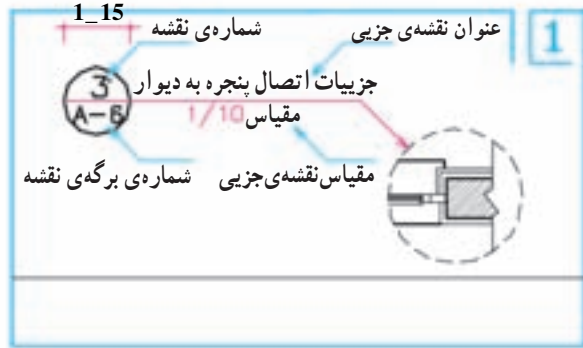 1_15
1
عنوان نقشه‌ی جزیی
شماره‌ی نقشه
3
جزییات اتصال پنجره به دیوار
A-6
مقیاس 1/10
مقیاس نقشه‌ی جزیی
شماره‌ی برگه‌ی نقشه